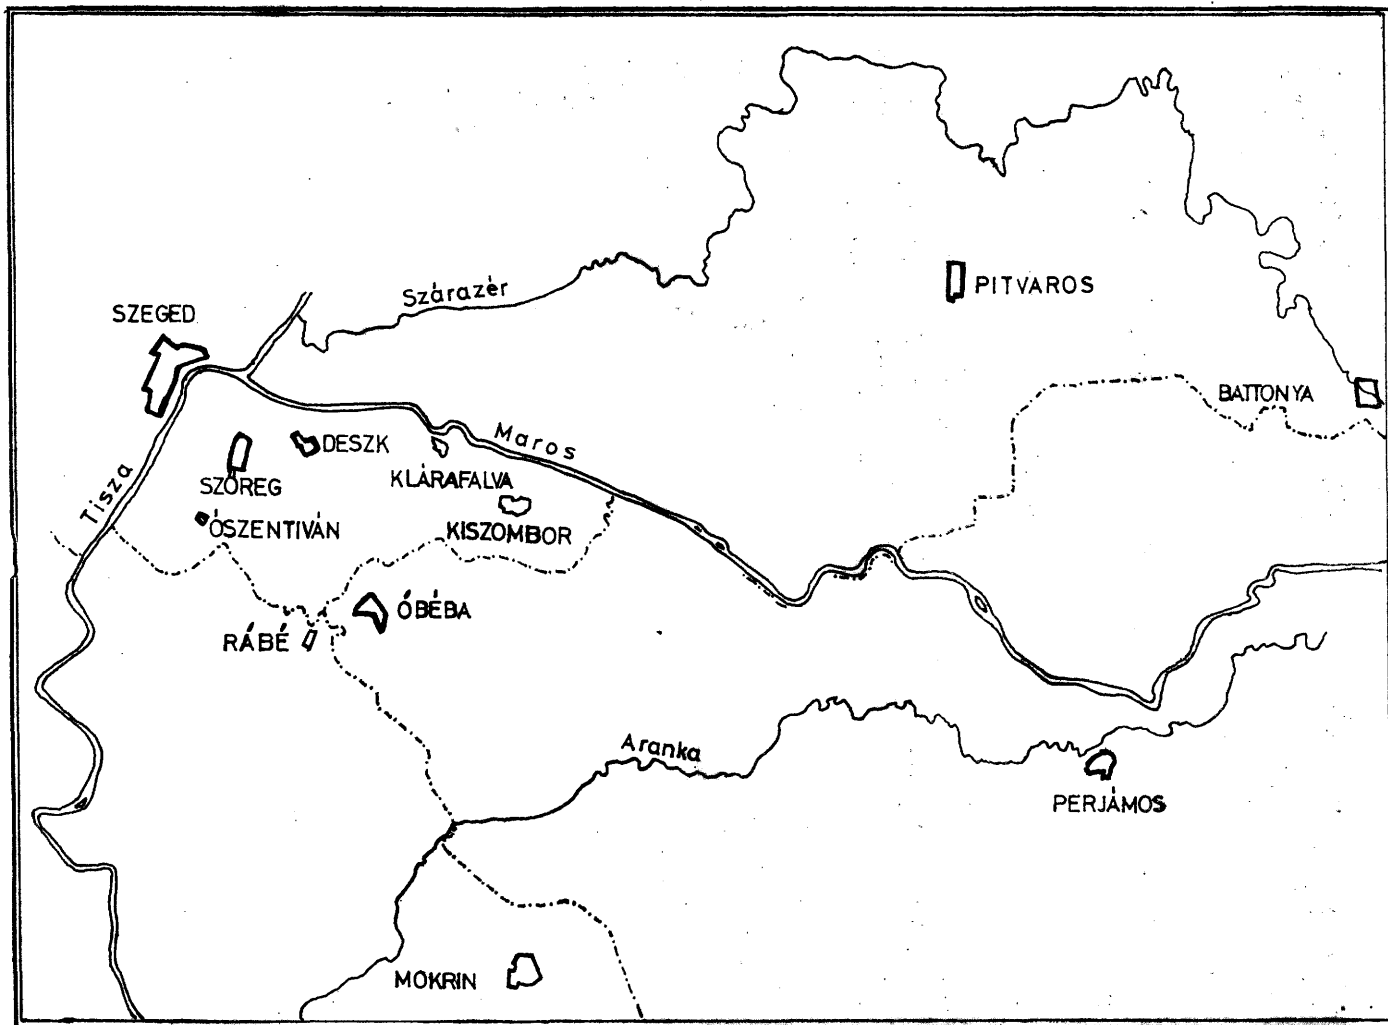 Szárazér
PITVAROS
SZEGED
BATTONYA
Maros
DESZK
KLÁRAFALVA
SZŐREG
Tisza
ÓSZENTIVÁN
KISZOMBOR
ÓBÉBA
RÁBÉ
Aranka
PERJÁMOS
MOKRIN